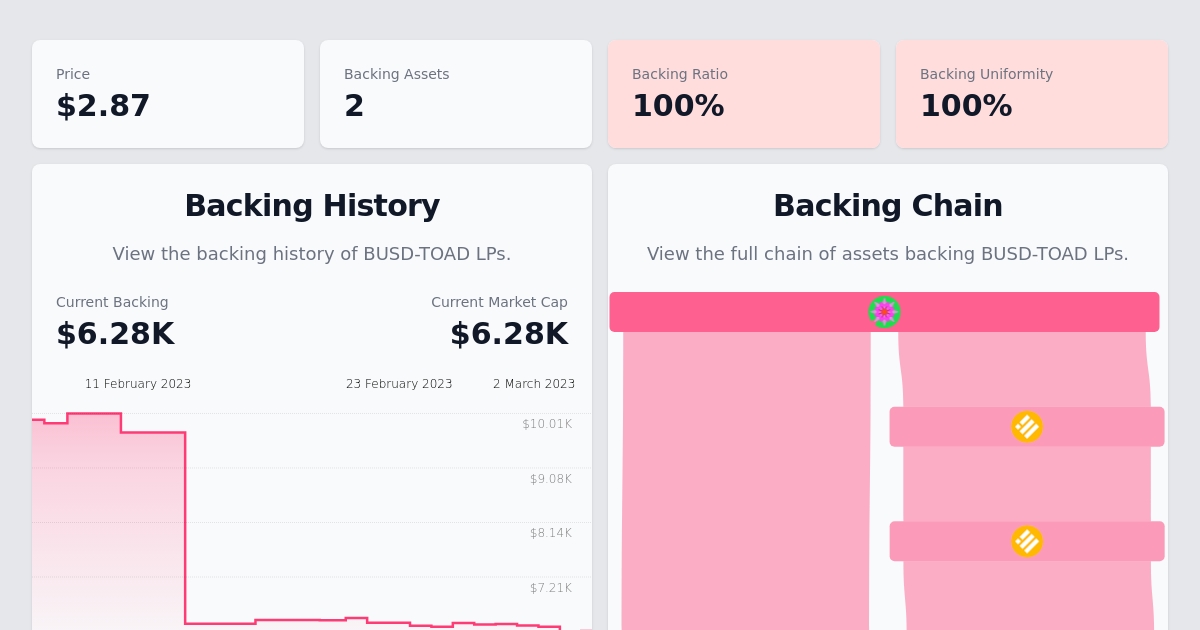 Price
$2.87
Backing Assets
2
Backing Ratio
100%
Backing Uniformity
100%
Backing History
View the backing history of BUSD-TOAD LPs.
Current Backing
$6.28K
Current Market Cap
$6.28K
11 February 2023
23 February 2023
2 March 2023
$10.01K
$9.08K
$8.14K
$7.21K
Backing Chain
View the full chain of assets backing BUSD-TOAD LPs.